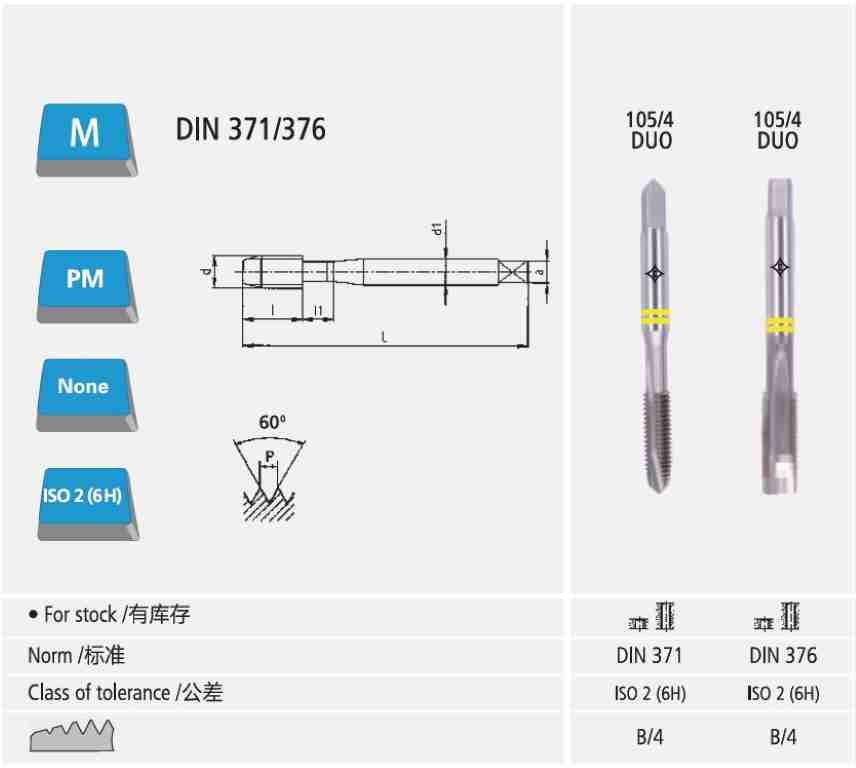 M
DIN 371/376
105/4
DUO
105/4
DUO
PM
d
d1
a
l
l1
L
None
60°
P
ISO 2 (6H)
• For stock /有库存
Norm /标准
DIN 371
DIN 376
Class of tolerance /公差
ISO 2 (6H)
ISO 2 (6H)
B/4
B/4